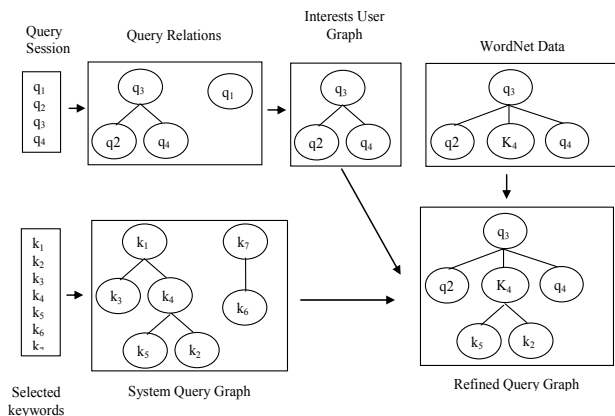 Query
Session
Query Relations
Interests User
Graph
WordNet Data
q1
q2
q3
q4
q3
q1
q2
q4
q3
q2
q4
q3
q2
K4
q4
k1
k2
k3
k4
k5
k6
k1
k7
k3
k4
k6
k5
k2
q3
q2
K4
q4
k5
k2
Selected
keywords
System Query Graph
Refined Query Graph